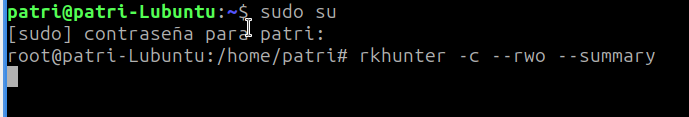 patri@patri-Lubuntu:~$ sudo su
[sudo] contraseña para patri:
root@patri-Lubuntu:/home/patri# rkhunter -c --rwo --summary